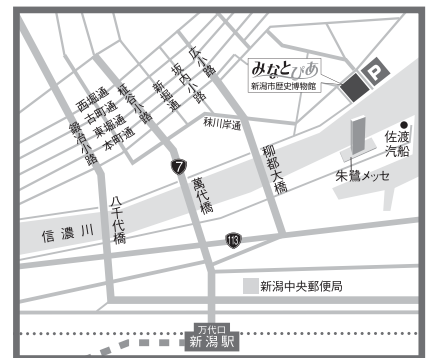 みなとぴあ
新潟市歴史博物館
P
広小路
坂内小路
新堀通
柾谷小路
西堀通
古町通
東堀通
本町通
鍛冶小路
秣川岸通
佐渡
汽船
朱鷺メッセ
柳都大橋
7
萬代橋
八千代橋
信濃川
113
新潟中央郵便局
万代口
新潟駅